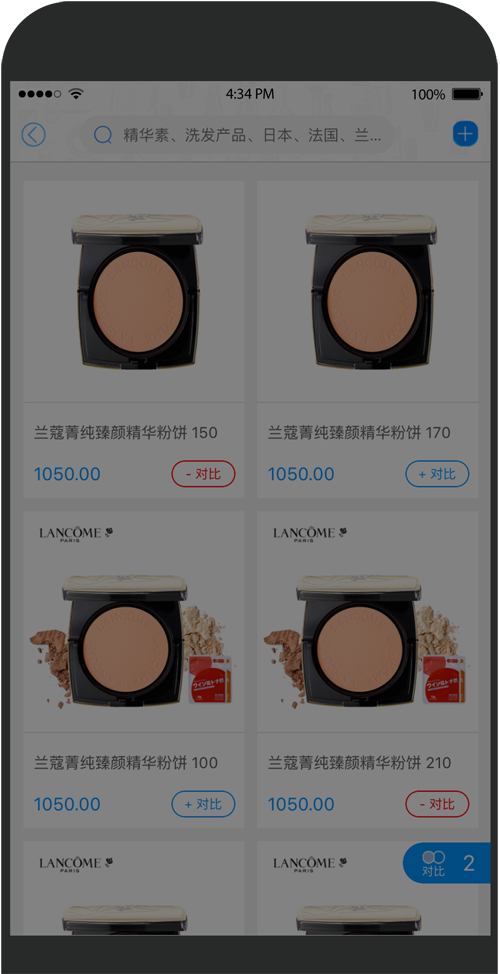 4:34 PM
100%
精华素、洗发产品、日本、法国、兰...
兰蔻菁纯臻颜精华粉饼 150
1050.00
- 对比
兰蔻菁纯臻颜精华粉饼 170
1050.00
+ 对比
LANCÔME
PARIS
LANCÔME
PARIS
兰蔻菁纯臻颜精华粉饼 100
1050.00
+ 对比
兰蔻菁纯臻颜精华粉饼 210
1050.00
- 对比
LANCÔME
PARIS
LANCÔME
PARIS
对比
2